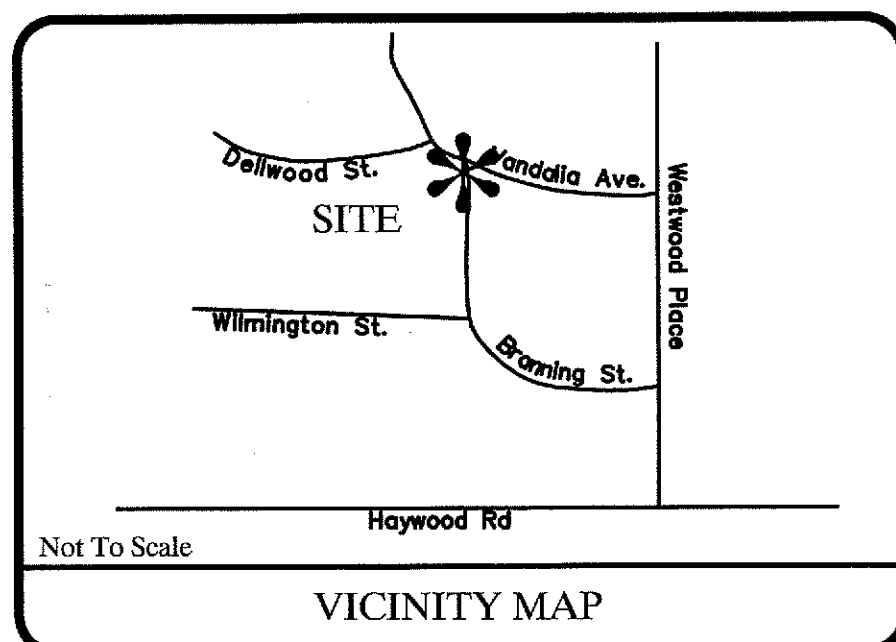 Dellwood St.
Vandalia Ave.
Westwood Place
SITE
Wilmington St.
Branning St.
Haywood Rd
Not To Scale
VICINITY MAP